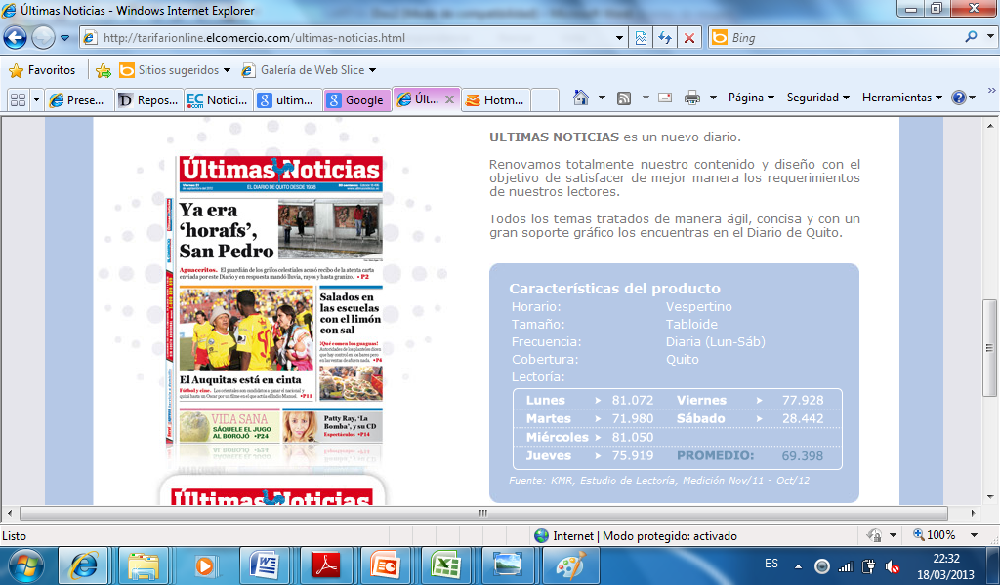 Últimas Noticias - Windows Internet Explorer
http://tarifarionline.elcomercio.com/ultimas-noticias.html
Bing
Favoritos
Sitios sugeridos
Galería de Web Slice
Prese...
Repos...
Notici...
ultim...
Google
Últ...
Hotm...
Página
Seguridad
Herramientas
Últimas Noticias
EL DIARIO DE QUITO DESDE 1938
Ya era
‘horafs’,
San Pedro
Aguaceritos. El guardián de los grifos celestiales acusó recibo de la atenta carta
enviada por este Diario y en respuesta mandó lluvia, rayos y hasta granizo. • P2
Salados en
las escuelas
con el limón
con sal
¡Qué comen los guaguas!
El Auquitas está en cinta
Fútbol y cine.
•P11
VIDA SANA
SÁQUELE EL JUGO
AL BOROJÓ •P24
Patty Ray, ‘La
Bomba’, y su CD
Espectáculos •P14
Últimas Noticias
ULTIMAS NOTICIAS es un nuevo diario.
Renovamos totalmente nuestro contenido y diseño con el
objetivo de satisfacer de mejor manera los requerimientos
de nuestros lectores.
Todos los temas tratados de manera ágil, concisa y con un
gran soporte gráfico los encuentras en el Diario de Quito.
Características del producto
Horario: Vespertino
Tamaño: Tabloide
Frecuencia: Diaria (Lun-Sáb)
Cobertura: Quito
Lectoría:
Lunes 81.072 Viernes 77.928
Martes 71.980 Sábado 28.442
Miércoles 81.050
Jueves 75.919 PROMEDIO: 69.398
Fuente: KMR, Estudio de Lectoría, Medición Nov/11 - Oct/12
Listo
Internet | Modo protegido: activado
100%
ES
22:32
18/03/2013